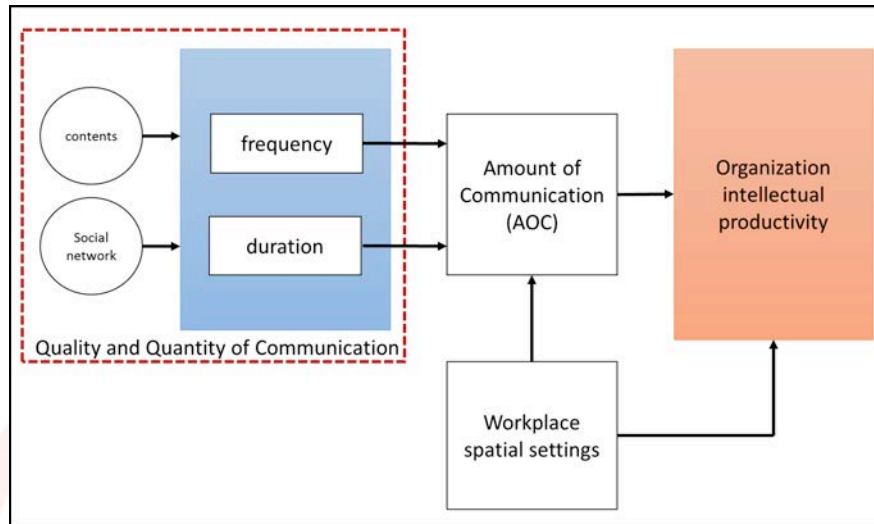 contents
Social
network
frequency
duration
Quality and Quantity of Communication
Amount of
Communication
(AOC)
Workplace
spatial settings
Organization
intellectual
productivity